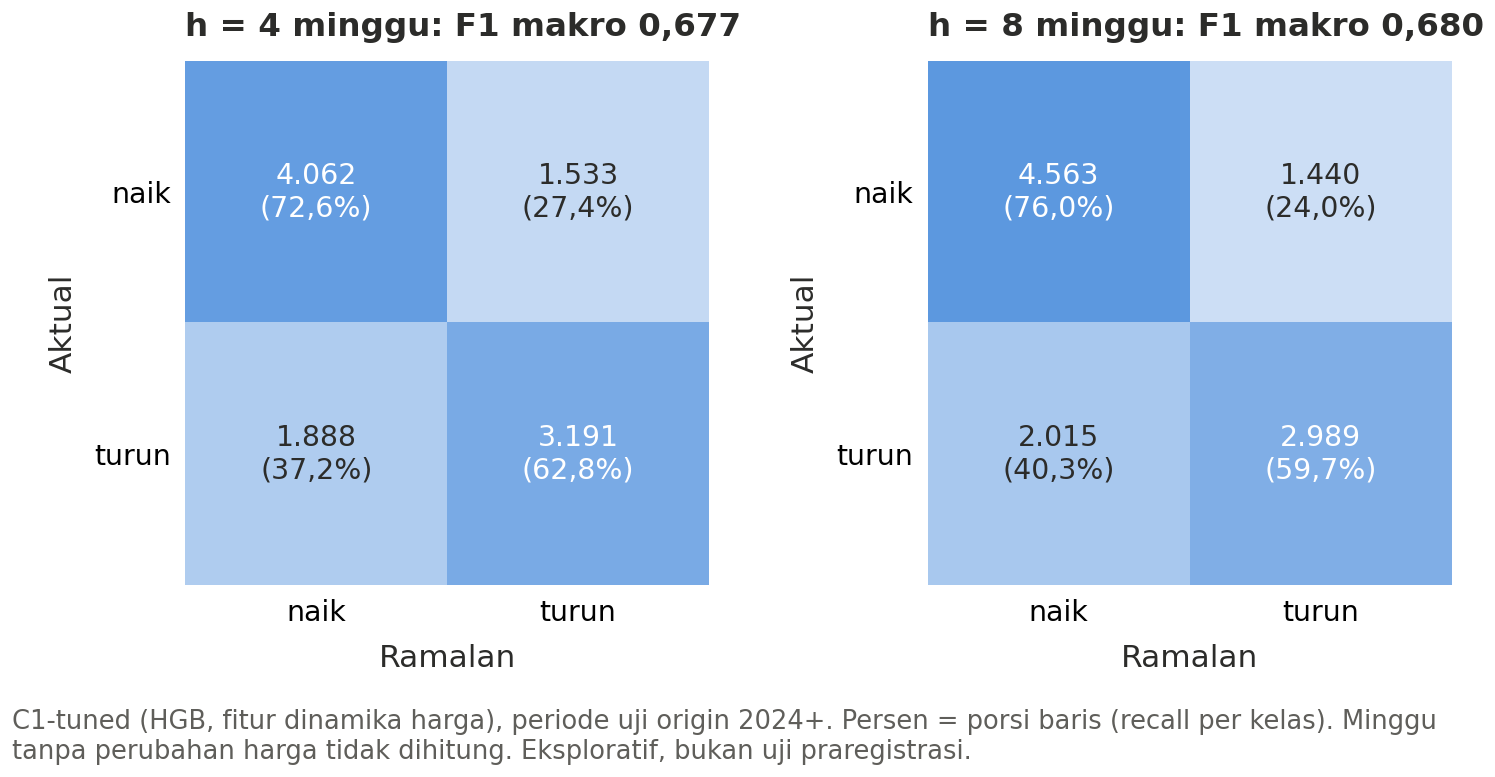 h = 4 minggu: F1 makro 0,677
naik
4.062
(72,6%)
1.533
(27,4%)
Aktual
turun
1.888
(37,2%)
3.191
(62,8%)
naik
turun
Ramalan
h = 8 minggu: F1 makro 0,680
naik
4.563
(76,0%)
1.440
(24,0%)
Aktual
turun
2.015
(40,3%)
2.989
(59,7%)
naik
turun
Ramalan
C1-tuned (HGB, fitur dinamika harga), periode uji origin 2024+. Persen = porsi baris (recall per kelas). Minggu
tanpa perubahan harga tidak dihitung. Eksploratif, bukan uji praregistrasi.